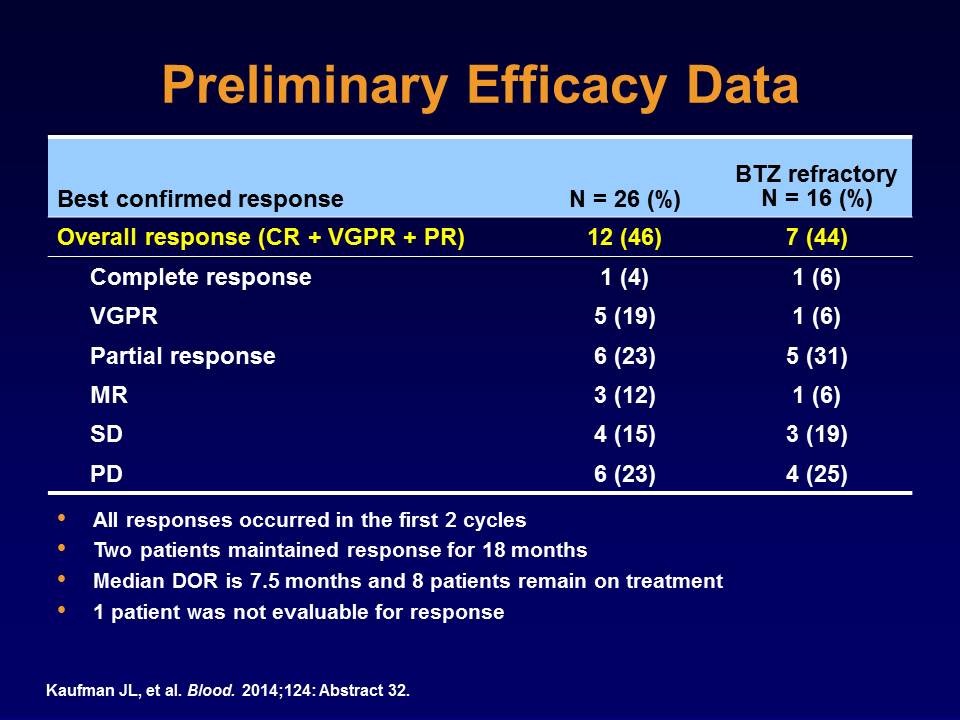 Preliminary Efficacy Data
Best confirmed response N = 26 (%) BTZ refractory N = 16 (%)
Overall response (CR + VGPR + PR) 12 (46) 7 (44)
Complete response 1 (4) 1 (6)
VGPR 5 (19) 1 (6)
Partial response 6 (23) 5 (31)
MR 3 (12) 1 (6)
SD 4 (15) 3 (19)
PD 6 (23) 4 (25)
• All responses occurred in the first 2 cycles
• Two patients maintained response for 18 months
• Median DOR is 7.5 months and 8 patients remain on treatment
• 1 patient was not evaluable for response
Kaufman JL, et al. Blood. 2014;124: Abstract 32.